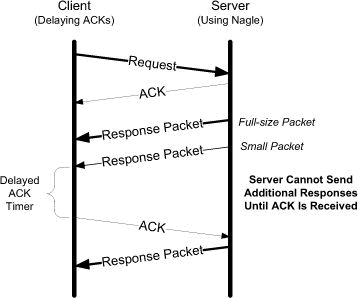 Client
(Delaying ACKs)
Server
(Using Nagle)
Request
ACK
Response Packet
Full-size Packet
Response Packet
Small Packet
Delayed
ACK
Timer
Server Cannot Send
Additional Responses
Until ACK Is Received
ACK
Response Packet